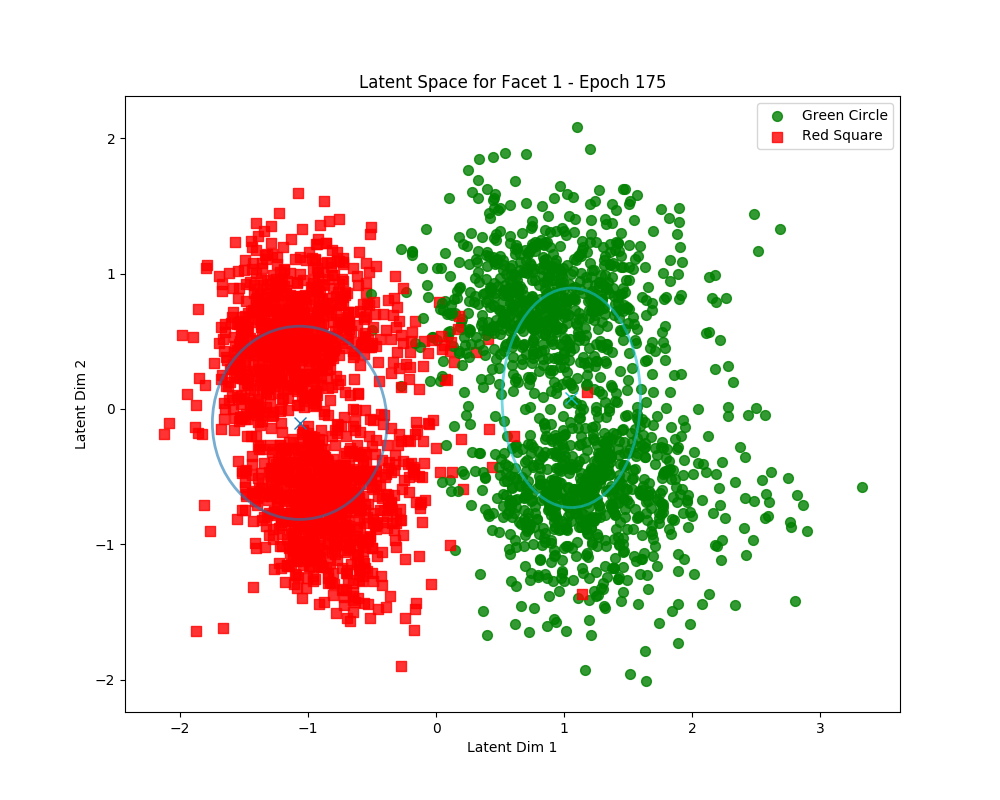 Latent Space for Facet 1 - Epoch 175
Green Circle
Red Square
2
1
0
−1
−2
Latent Dim 2
−2
−1
0
1
2
3
Latent Dim 1